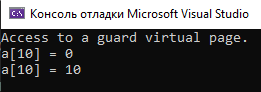 Консоль отладки Microsoft Visual Studio
Access to a guard virtual page.
a[10] = 0
a[10] = 10